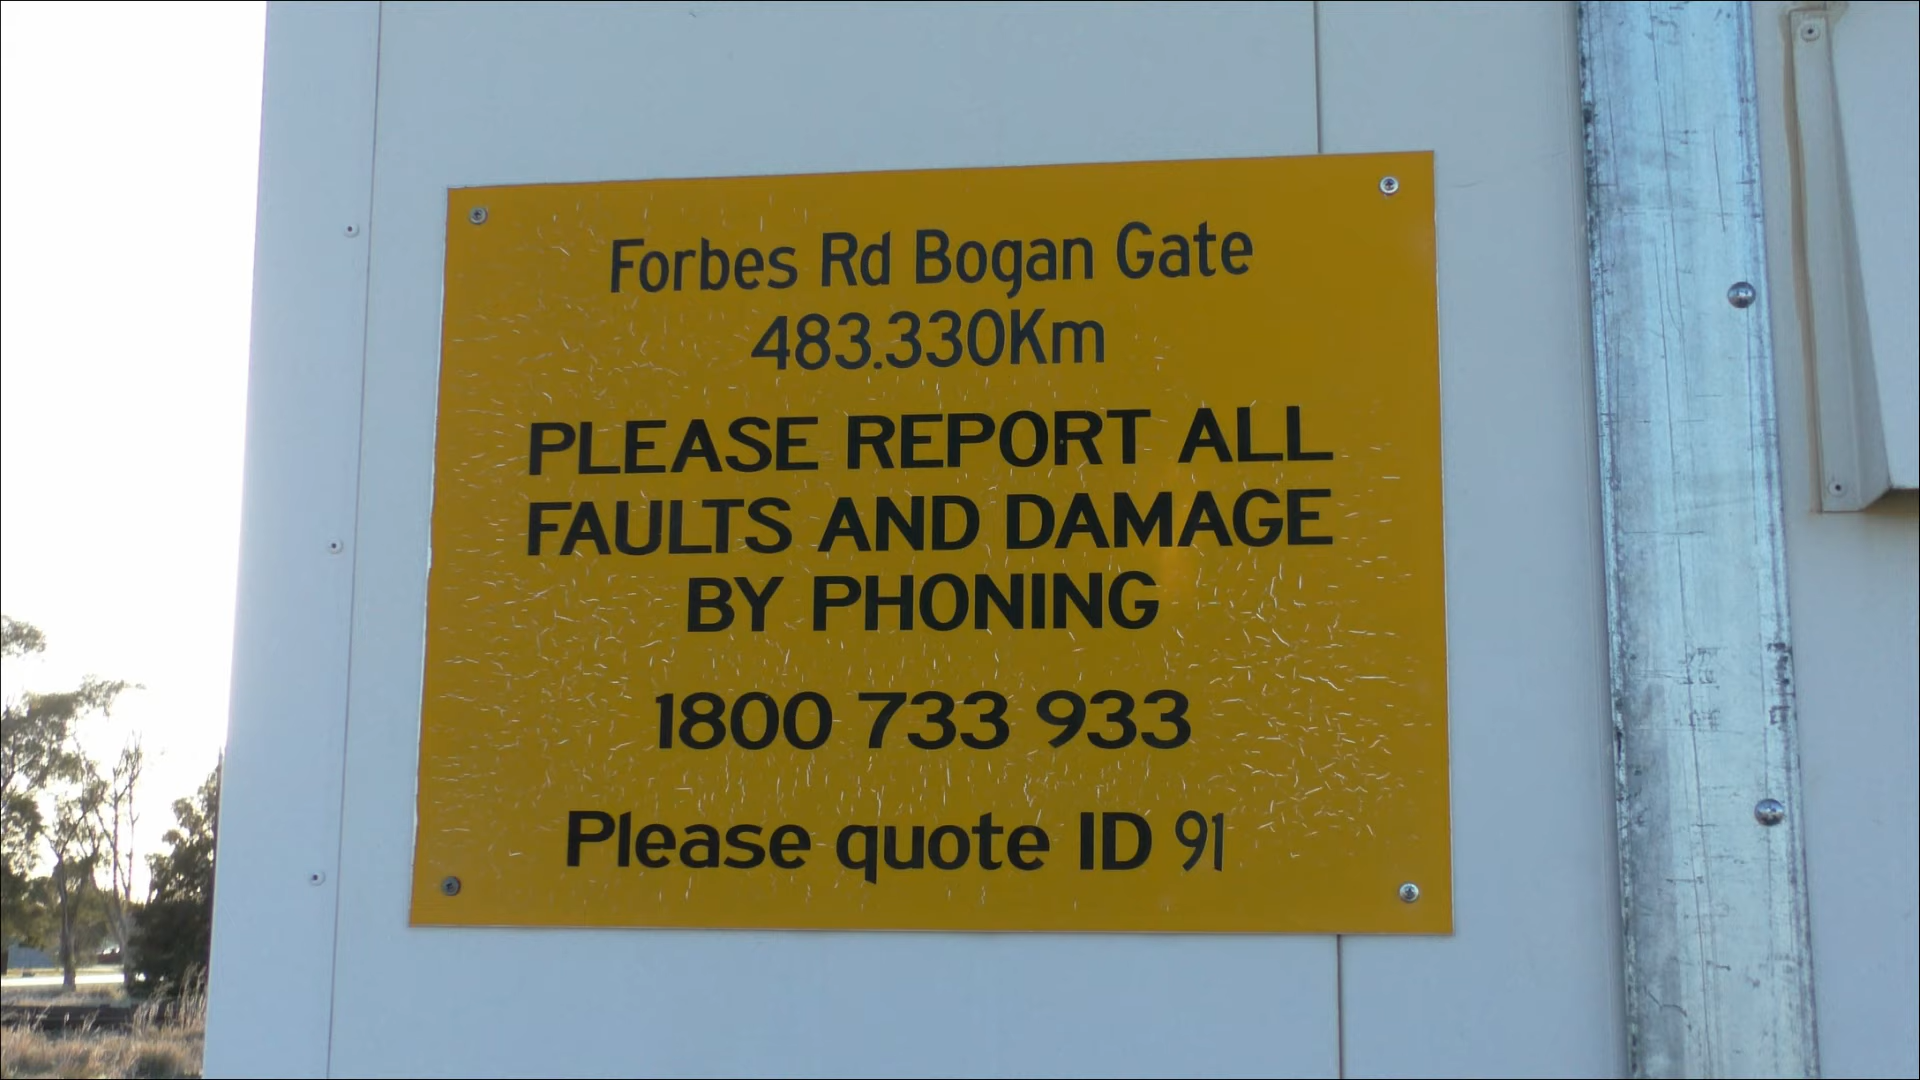 Forbes Rd Bogan Gate
483.330Km
PLEASE REPORT ALL
FAULTS AND DAMAGE
BY PHONING
1800 733 933
Please quote ID 91